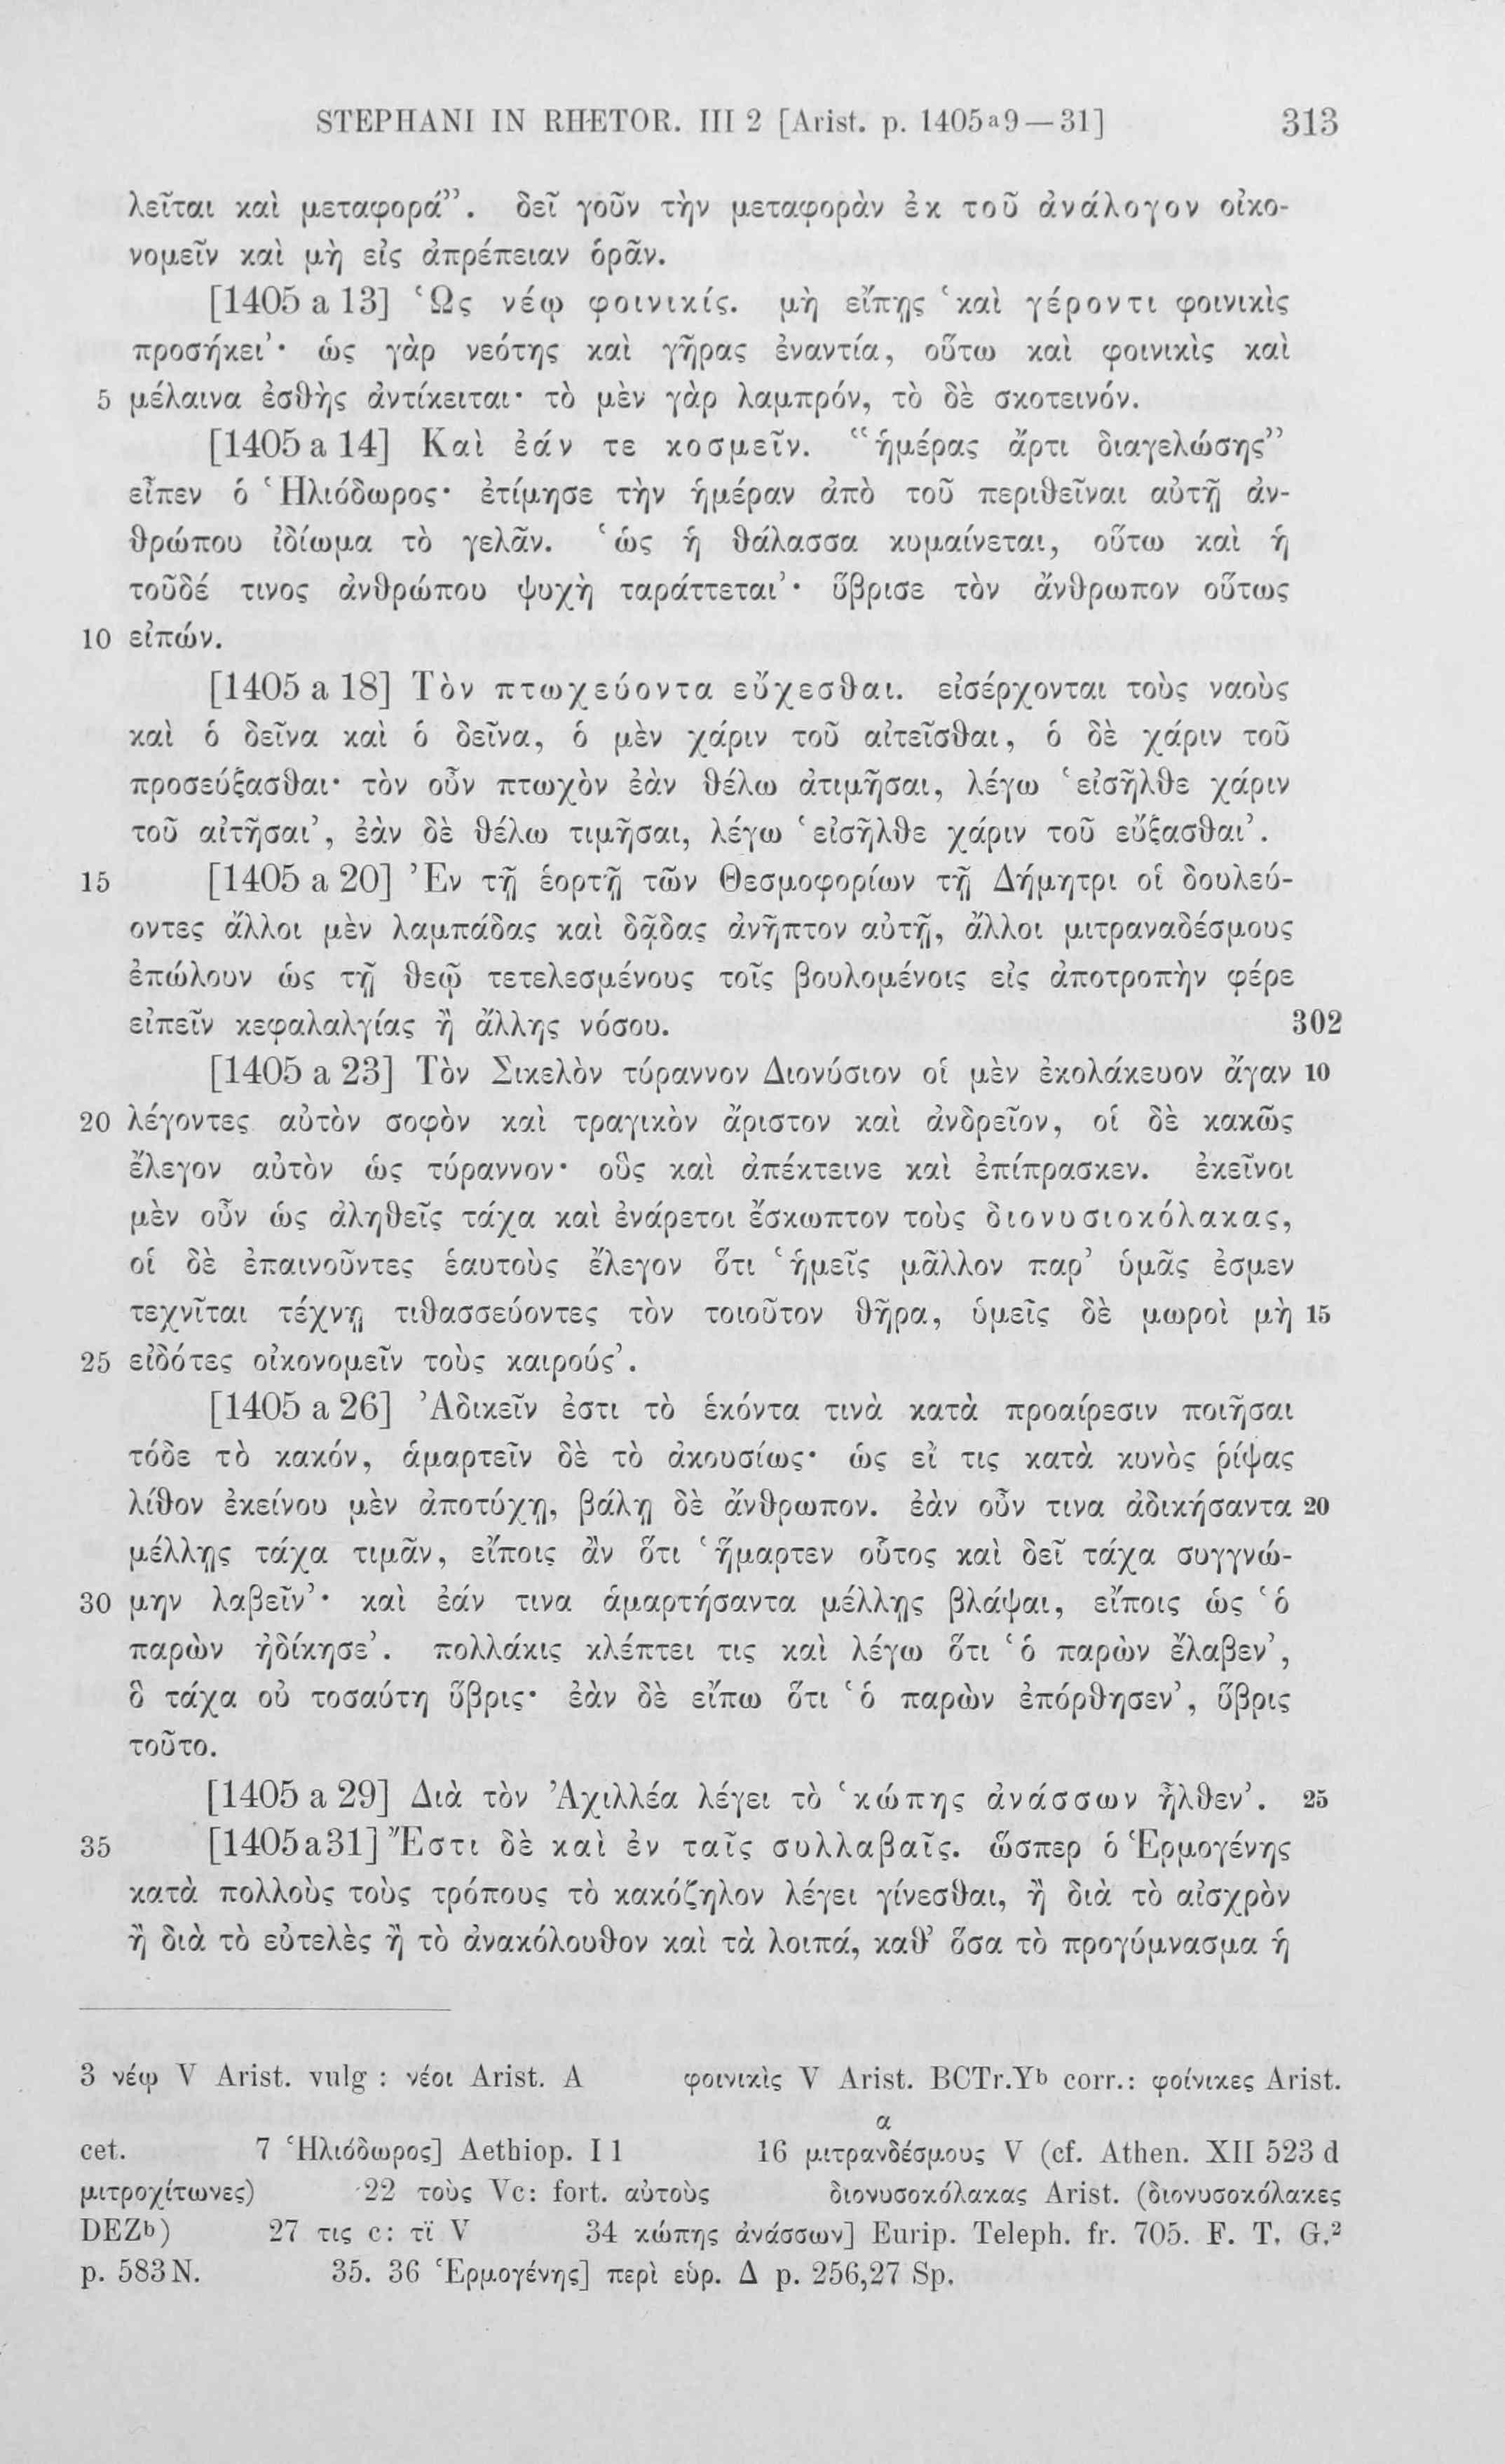 STEPHANI IN RHETOR. III 2 [Arist. p. 1405a9—31] 313
λεῖται καὶ μεταφορά”. δεῖ γοῦν τὴν μεταφορὰν ἐκ τοῦ ἀνάλογον οἰκο-
νομεῖν καὶ μὴ εἰς ἀπρέπειαν ὁρᾶν.
[1405 a 13] Ὡς νέῳ φοινικίς. μὴ εἴπῃς ‘καὶ γέροντι φοινικὶς
προσήκει’· ὡς γὰρ νεότης καὶ γῆρας ἐναντία, οὕτω καὶ φοινικὶς καὶ
5 μέλαινα ἐσθὴς ἀντίκειται· τὸ μὲν γὰρ λαμπρόν, τὸ δὲ σκοτεινόν.
[1405 a 14] Καὶ ἐάν τε κοσμεῖν. “ἡμέρας ἄρτι διαγελώσης”
εἶπεν ὁ Ἡλιόδωρος· ἐτίμησε τὴν ἡμέραν ἀπὸ τοῦ περιθεῖναι αὐτῇ ἀν-
θρώπου ἰδίωμα τὸ γελᾶν. ‘ὡς ἡ θάλασσα κυμαίνεται, οὕτω καὶ ἡ
τοῦδέ τινος ἀνθρώπου ψυχὴ ταράττεται’· ὕβρισε τὸν ἄνθρωπον οὕτως
10 εἰπών.
[1405 a 18] Τὸν πτωχεύοντα εὔχεσθαι. εἰσέρχονται τοὺς ναοὺς
καὶ ὁ δεῖνα καὶ ὁ δεῖνα, ὁ μὲν χάριν τοῦ αἰτεῖσθαι, ὁ δὲ χάριν τοῦ
προσεύξασθαι· τὸν οὖν πτωχὸν ἐὰν θέλω ἀτιμῆσαι, λέγω ‘εἰσῆλθε χάριν
τοῦ αἰτῆσαι’, ἐὰν δὲ θέλω τιμῆσαι, λέγω ‘εἰσῆλθε χάριν τοῦ εὔξασθαι’.
15 [1405 a 20] Ἐν τῇ ἑορτῇ τῶν Θεσμοφορίων τῇ Δήμητρι οἱ δουλεύ-
οντες ἄλλοι μὲν λαμπάδας καὶ δᾷδας ἀνῆπτον αὐτῇ, ἄλλοι μιτραναδέσμους
ἐπώλουν ὡς τῇ θεῷ τετελεσμένους τοῖς βουλομένοις εἰς ἀποτροπὴν φέρε
εἰπεῖν κεφαλαλγίας ἢ ἄλλης νόσου. 302
[1405 a 23] Τὸν Σικελὸν τύραννον Διονύσιον οἱ μὲν ἐκολάκευον ἄγαν 10
20 λέγοντες αὐτὸν σοφὸν καὶ τραγικὸν ἄριστον καὶ ἀνδρεῖον, οἱ δὲ κακῶς
ἔλεγον αὐτὸν ὡς τύραννον· οὓς καὶ ἀπέκτεινε καὶ ἐπίπρασκεν. ἐκεῖνοι
μὲν οὖν ὡς ἀληθεῖς τάχα καὶ ἐνάρετοι ἔσκωπτον τοὺς διονυσιοκόλακας,
οἱ δὲ ἐπαινοῦντες ἑαυτοὺς ἔλεγον ὅτι ‘ἡμεῖς μᾶλλον παρ’ ὑμᾶς ἐσμεν
τεχνῖται τέχνῃ τιθασσεύοντες τὸν τοιοῦτον θῆρα, ὑμεῖς δὲ μωροὶ μὴ 15
25 εἰδότες οἰκονομεῖν τοὺς καιρούς’.
[1405 a 26] Ἀδικεῖν ἐστι τὸ ἑκόντα τινὰ κατὰ προαίρεσιν ποιῆσαι
τόδε τὸ κακόν, ἁμαρτεῖν δὲ τὸ ἀκουσίως· ὡς εἴ τις κατὰ κυνὸς ῥίψας
λίθον ἐκείνου μὲν ἀποτύχῃ, βάλῃ δὲ ἄνθρωπον. ἐὰν οὖν τινα ἀδικήσαντα 20
μέλλῃς τάχα τιμᾶν, εἴποις ἂν ὅτι ‘ἥμαρτεν οὗτος καὶ δεῖ τάχα συγγνώ-
30 μην λαβεῖν’· καὶ ἐάν τινα ἁμαρτήσαντα μέλλῃς βλάψαι, εἴποις ὡς ‘ὁ
παρὼν ἠδίκησε’. πολλάκις κλέπτει τις καὶ λέγω ὅτι ‘ὁ παρὼν ἔλαβεν’,
ὃ τάχα οὐ τοσαύτη ὕβρις· ἐὰν δὲ εἴπω ὅτι ‘ὁ παρὼν ἐπόρθησεν’, ὕβρις
τοῦτο.
[1405 a 29] Διὰ τὸν Ἀχιλλέα λέγει τὸ ‘κώπης ἀνάσσων ἦλθεν’. 25
35 [1405a31] Ἔστι δὲ καὶ ἐν ταῖς συλλαβαῖς. ὥσπερ ὁ Ἑρμογένης
κατὰ πολλοὺς τοὺς τρόπους τὸ κακόζηλον λέγει γίνεσθαι, ἢ διὰ τὸ αἰσχρὸν
ἢ διὰ τὸ εὐτελὲς ἢ τὸ ἀνακόλουθον καὶ τὰ λοιπά, καθ’ ὅσα τὸ προγύμνασμα ἡ
3 νέῳ V Arist. vulg : νέοι Arist. A φοινικὶς V Arist. BCTr.Yb corr.: φοίνικες Arist.
α
cet. 7 Ἡλιόδωρος] Aethiop. I 1 16 μιτρανδέσμους V (cf. Athen. XII 523 d
μιτροχίτωνες) 22 τοὺς Vc: fort. αὐτοὺς διονυσοκόλακας Arist. (διονυσοκόλακες
DEZb) 27 τις c: τϊ V 34 κώπης ἀνάσσων] Eurip. Teleph. fr. 705. F. T. G.²
p. 583 N. 35. 36 Ἑρμογένης] περὶ εὑρ. Δ p. 256,27 Sp.